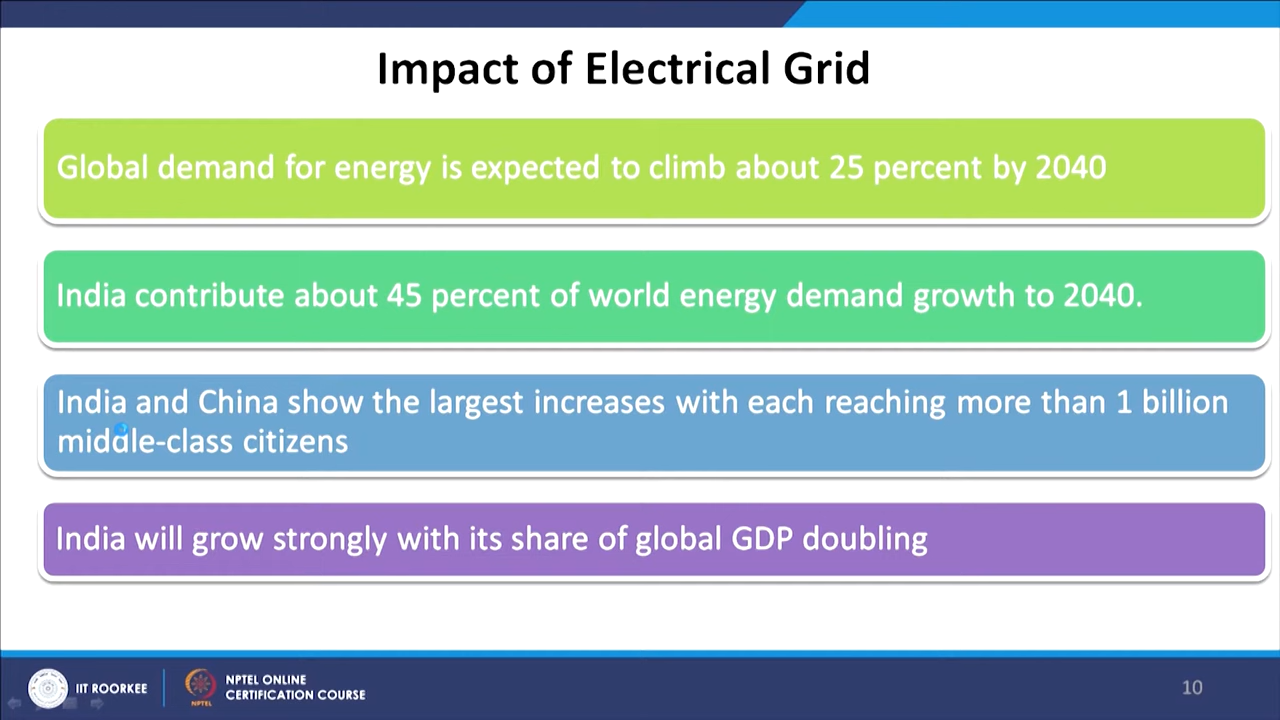 Impact of Electrical Grid
Global demand for energy is expected to climb about 25 percent by 2040
India contribute about 45 percent of world energy demand growth to 2040.
India and China show the largest increases with each reaching more than 1 billion
middle-class citizens
India will grow strongly with its share of global GDP doubling
IIT ROORKEE
NPTEL
NPTEL ONLINE
CERTIFICATION COURSE
10